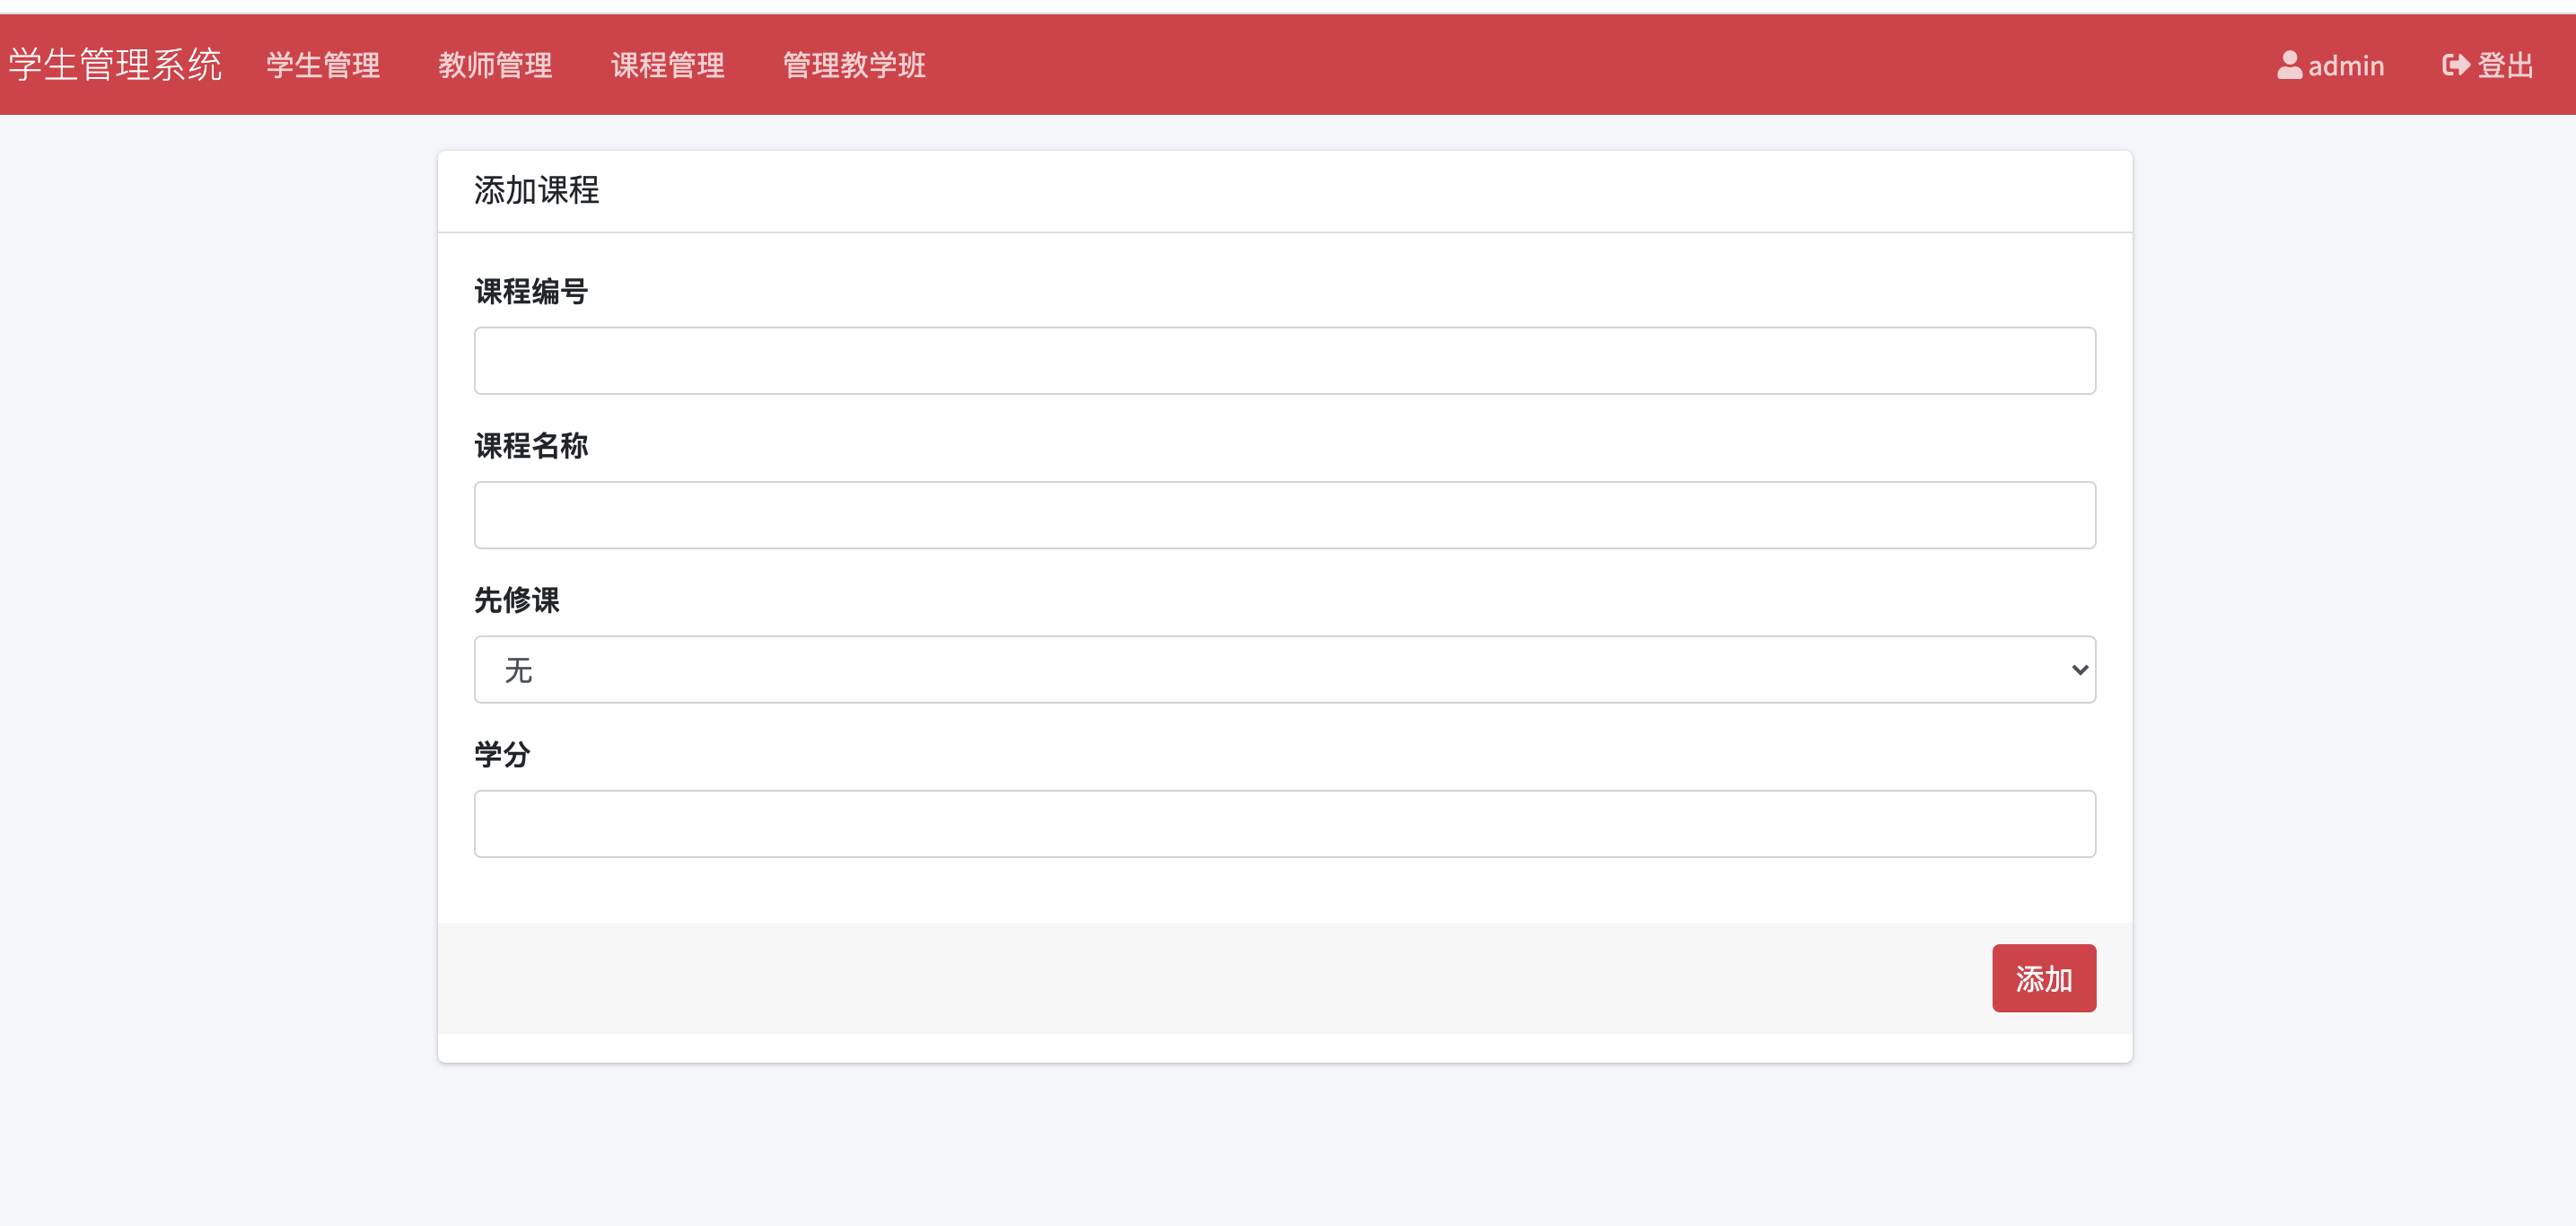 学生管理系统 学生管理 教师管理 课程管理 管理教学班 admin 登出
添加课程
课程编号
课程名称
先修课
无
学分
添加